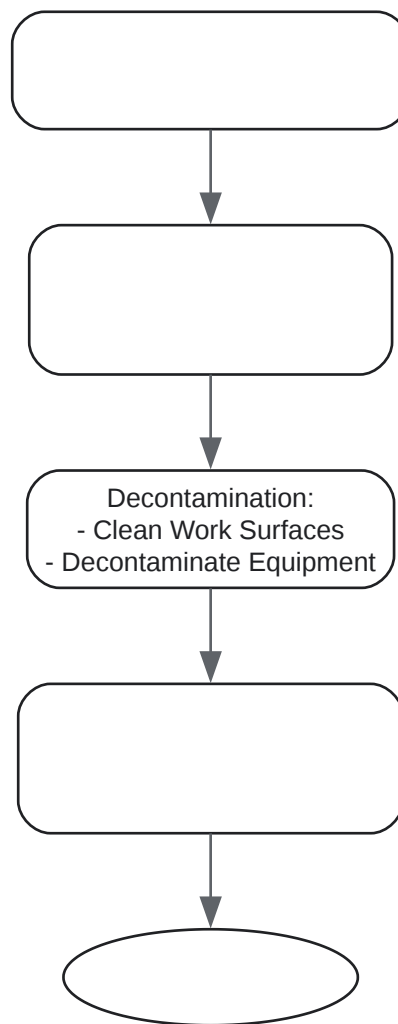 Decontamination:
- Clean Work Surfaces
- Decontaminate Equipment